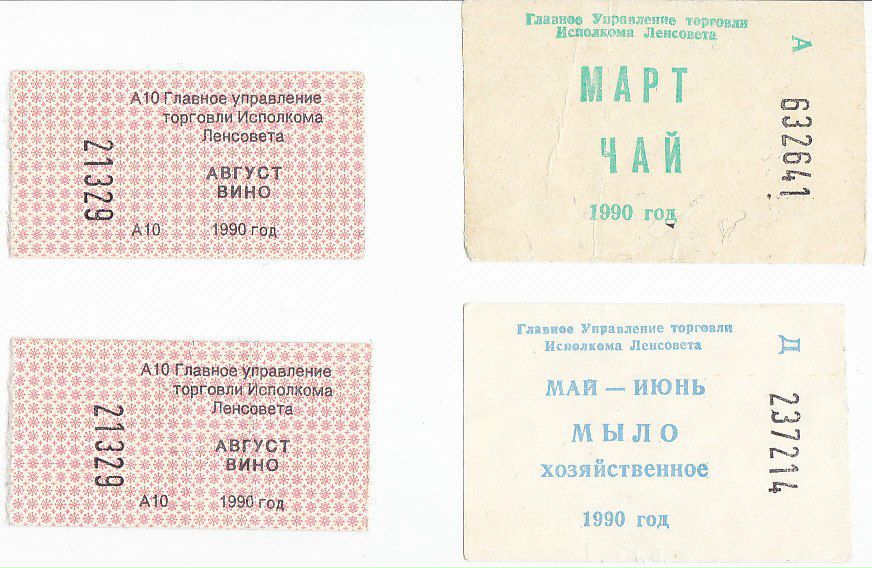 А10 Главное управление
торговли Исполкома
Ленсовета
21329
АВГУСТ
ВИНО
А10 1990 год
Главное Управление торговли
Исполкома Ленсовета
А
МАРТ
632641
ЧАЙ
1990 год
А10 Главное управление
торговли Исполкома
Ленсовета
21329
АВГУСТ
ВИНО
А10 1990 год
Главное Управление торговли
Исполкома Ленсовета
Д
МАЙ — ИЮНЬ
237214
МЫЛО
хозяйственное
1990 год